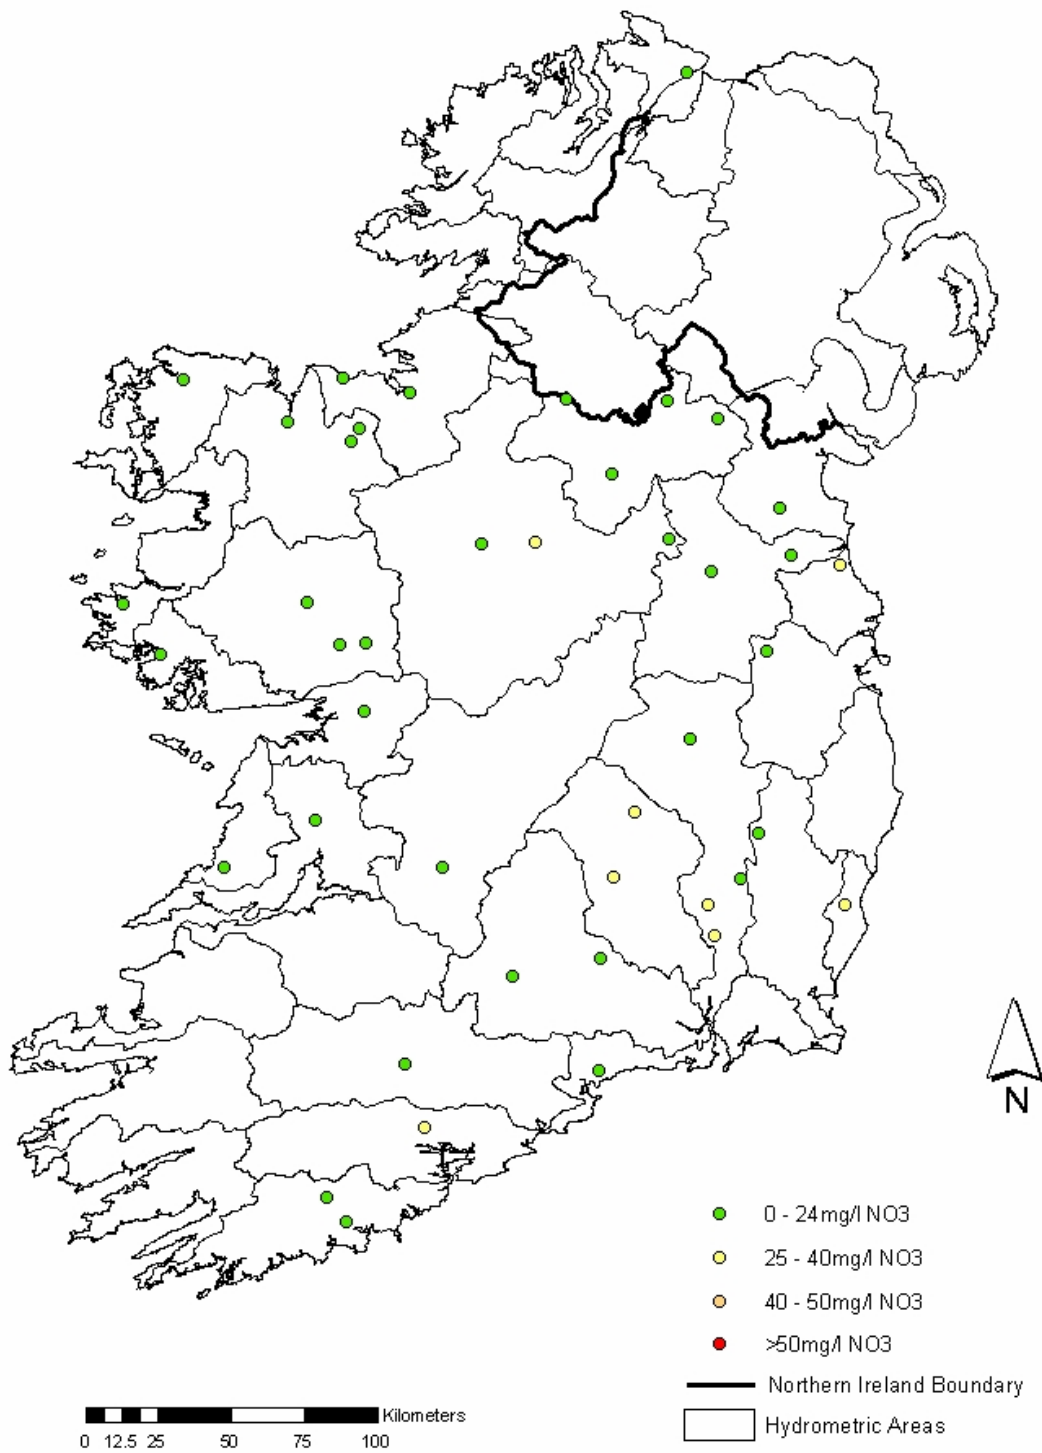 N
0 - 24mg/l NO3
25 - 40mg/l NO3
40 - 50mg/l NO3
>50mg/l NO3
Northern Ireland Boundary
Hydrometric Areas
Kilometers
0 12.5 25 50 75 100